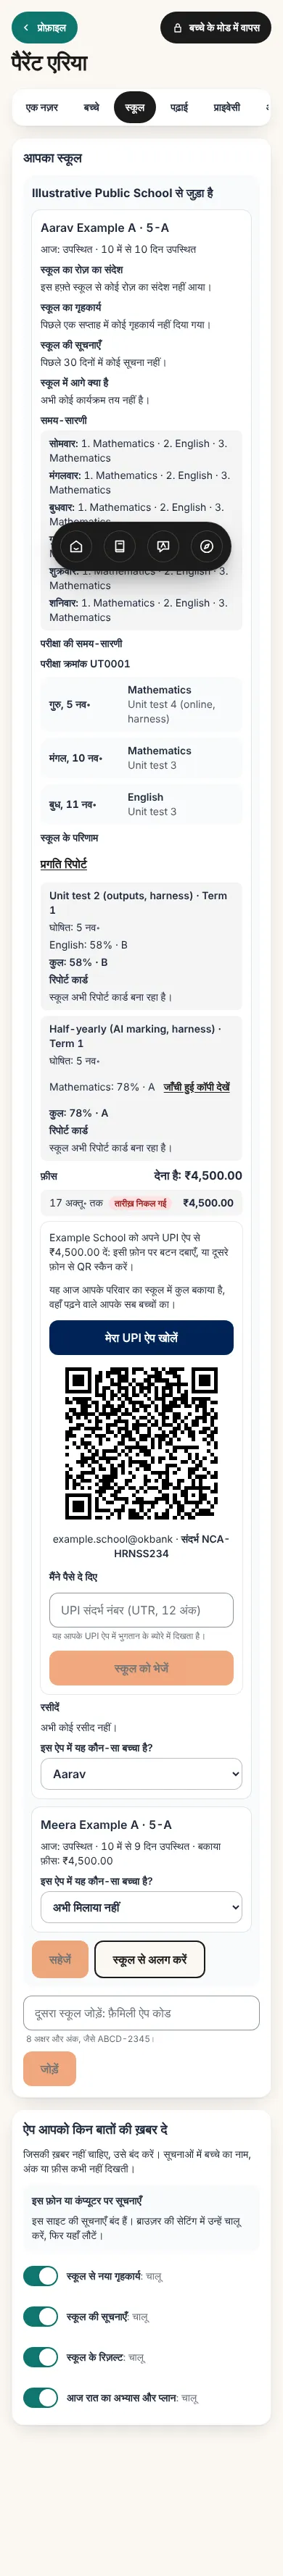 प्रोफ़ाइल
बच्चे के मोड में वापस
पैरेंट एरिया
एक नज़र
बच्चे
स्कूल
पढ़ाई
प्राइवेसी
आपका स्कूल
Illustrative Public School से जुड़ा है
Aarav Example A · 5-A
आज: उपस्थित · 10 में से 10 दिन उपस्थित
स्कूल का रोज़ का संदेश
इस हफ़्ते स्कूल से कोई रोज़ का संदेश नहीं आया।
स्कूल का गृहकार्य
पिछले एक सप्ताह में कोई गृहकार्य नहीं दिया गया।
स्कूल की सूचनाएँ
पिछले 30 दिनों में कोई सूचना नहीं।
स्कूल में आगे क्या है
अभी कोई कार्यक्रम तय नहीं है।
समय-सारणी
सोमवार: 1. Mathematics · 2. English · 3.
Mathematics
मंगलवार: 1. Mathematics · 2. English · 3.
Mathematics
बुधवार: 1. Mathematics · 2. English · 3.
Mathematics
शुक्रवार: 1. Mathematics · 2. English · 3.
Mathematics
शनिवार: 1. Mathematics · 2. English · 3.
Mathematics
परीक्षा की समय-सारणी
परीक्षा क्रमांक UT0001
गुरु, 5 नव॰
Mathematics
Unit test 4 (online,
harness)
मंगल, 10 नव॰
Mathematics
Unit test 3
बुध, 11 नव॰
English
Unit test 3
स्कूल के परिणाम
प्रगति रिपोर्ट
Unit test 2 (outputs, harness) · Term
1
घोषित: 5 नव॰
English: 58% · B
कुल: 58% · B
रिपोर्ट कार्ड
स्कूल अभी रिपोर्ट कार्ड बना रहा है।
Half-yearly (AI marking, harness) ·
Term 1
घोषित: 5 नव॰
Mathematics: 78% · A जाँची हुई कॉपी देखें
कुल: 78% · A
रिपोर्ट कार्ड
स्कूल अभी रिपोर्ट कार्ड बना रहा है।
फ़ीस
देना है: ₹4,500.00
17 अक्तू॰ तक
तारीख़ निकल गई
₹4,500.00
Example School को अपने UPI ऐप से
₹4,500.00 दें: इसी फ़ोन पर बटन दबाएँ, या दूसरे
फ़ोन से QR स्कैन करें।
यह आज आपके परिवार का स्कूल में कुल बकाया है,
वहाँ पढ़ने वाले आपके सब बच्चों का।
मेरा UPI ऐप खोलें
example.school@okbank · संदर्भ NCA-
HRNSS234
मैंने पैसे दे दिए
UPI संदर्भ नंबर (UTR, 12 अंक)
यह आपके UPI ऐप में भुगतान के ब्योरे में दिखता है।
स्कूल को भेजें
रसीदें
अभी कोई रसीद नहीं।
इस ऐप में यह कौन-सा बच्चा है?
Aarav
Meera Example A · 5-A
आज: उपस्थित · 10 में से 9 दिन उपस्थित · बकाया
फ़ीस: ₹4,500.00
इस ऐप में यह कौन-सा बच्चा है?
अभी मिलाया नहीं
सहेजें
स्कूल से अलग करें
दूसरा स्कूल जोड़ें: फ़ैमिली ऐप कोड
8 अक्षर और अंक, जैसे ABCD-2345।
जोड़ें
ऐप आपको किन बातों की ख़बर दे
जिसकी ख़बर नहीं चाहिए, उसे बंद करें। सूचनाओं में बच्चे का नाम,
अंक या फ़ीस कभी नहीं दिखती।
इस फ़ोन या कंप्यूटर पर सूचनाएँ
इस साइट की सूचनाएँ बंद हैं। ब्राउज़र की सेटिंग में उन्हें चालू
करें, फिर यहाँ लौटें।
स्कूल से नया गृहकार्य: चालू
स्कूल की सूचनाएँ: चालू
स्कूल के रिज़ल्ट: चालू
आज रात का अभ्यास और प्लान: चालू